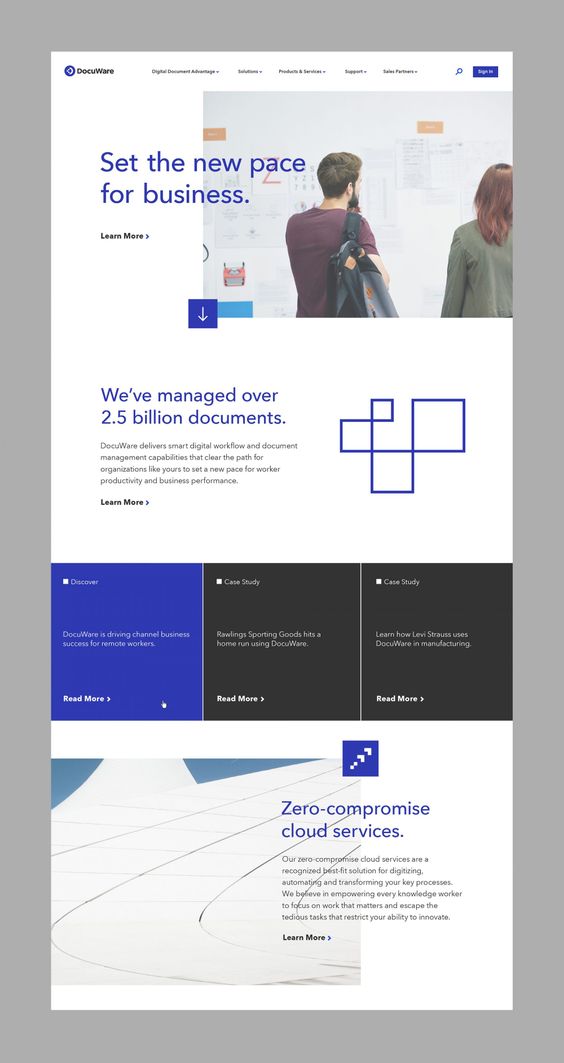 DocuWare
Digital Document Advantage
Solutions
Products & Services
Support
Sales Partners
Sign In
Set the new pace
for business.
Learn More
We've managed over
2.5 billion documents.
DocuWare delivers smart digital workflow and document
management capabilities that clear the path for
organizations like yours to set a new pace for worker
productivity and business performance.
Learn More
Discover
DocuWare is driving channel business
success for remote workers.
Read More
Case Study
Rawlings Sporting Goods hits a
home run using DocuWare.
Read More
Case Study
Learn how Levi Strauss uses
DocuWare in manufacturing.
Read More
Zero-compromise
cloud services.
Our zero-compromise cloud services are a
recognized best-fit solution for digitizing,
automating and transforming your key processes.
We believe in empowering every knowledge worker
to focus on work that matters and escape the
tedious tasks that restrict your ability to innovate.
Learn More